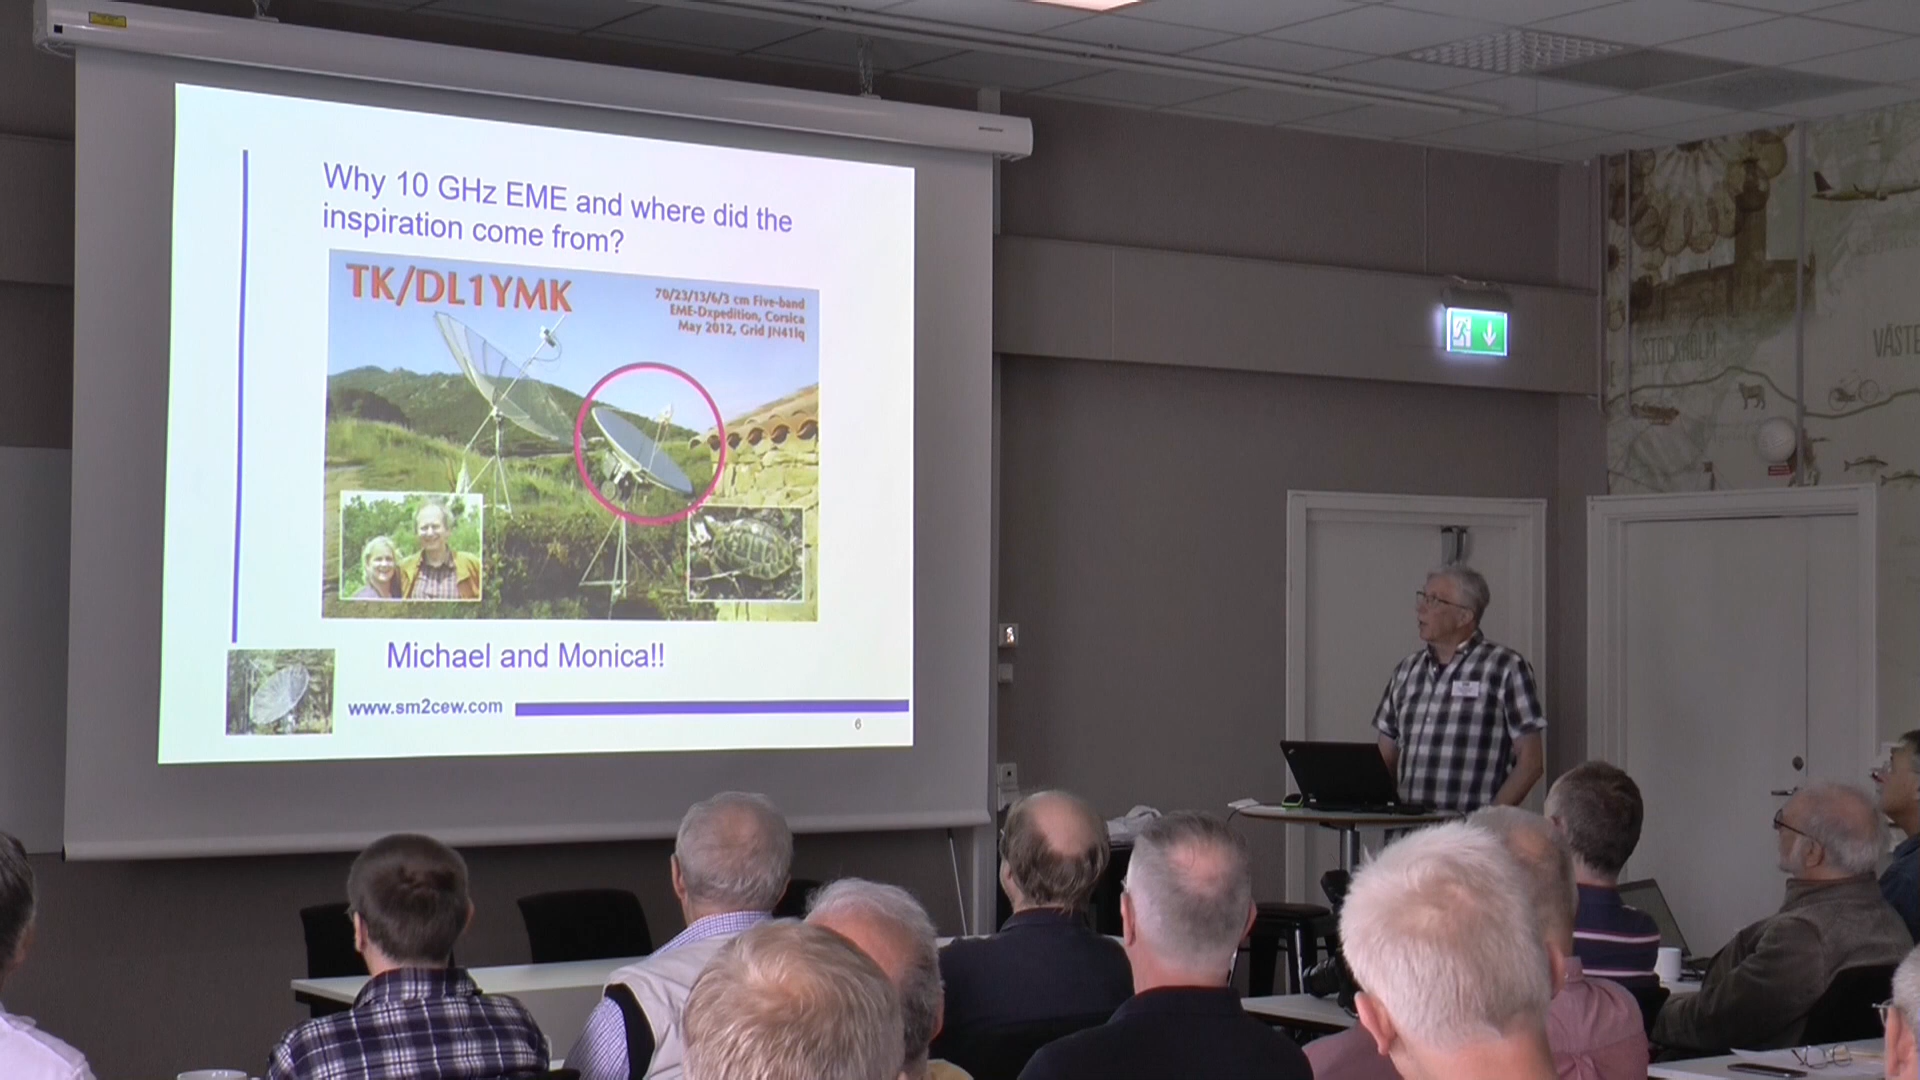 Why 10 GHz EME and where did the
inspiration come from?
TK/DL1YMK
70/23/13/6/3 cm Five-band
EME-Dxpedition, Corsica
May 2012, Grid JN41lq
Michael and Monica!!
www.sm2cew.com
6
STOCKHOLM
VÄSTE